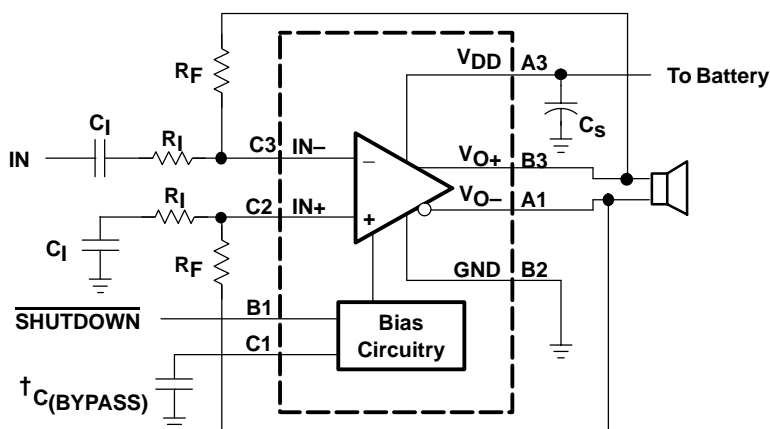 VDD A3
To Battery
RF
CI
RI
CS
IN
C3 IN–
–
VO+ B3
RI
C2 IN+
+
VO– A1
CI
RF
GND B2
SHUTDOWN
B1
Bias
Circuitry
C1
†C(BYPASS)